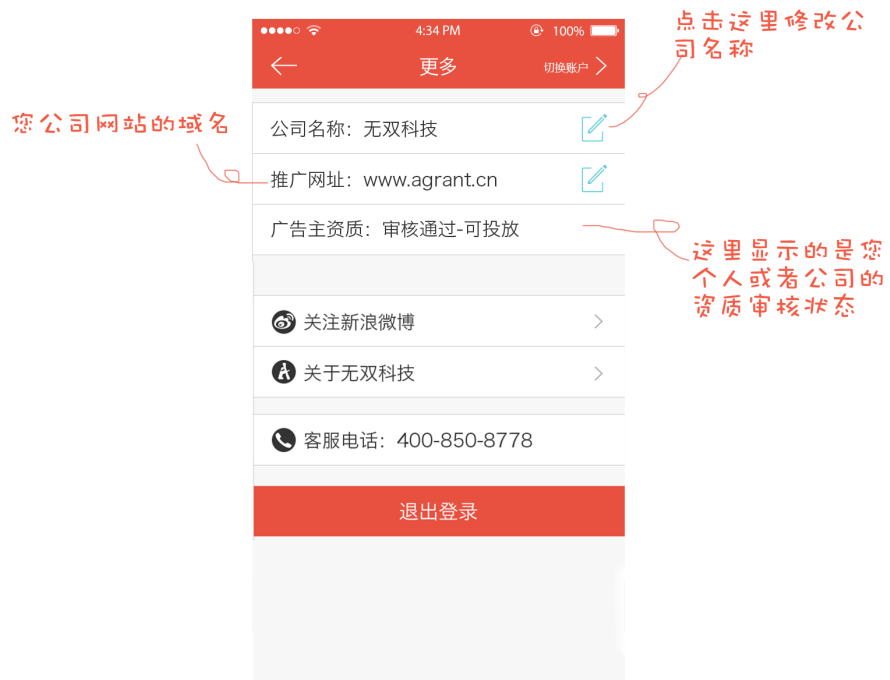 4:34 PM
100%
更多
切换账户
点击这里修改公
司名称
您公司网站的域名
公司名称：无双科技
推广网址：www.agrant.cn
广告主资质：审核通过-可投放
这里显示的是您
个人或者公司的
资质审核状态
关注新浪微博
关于无双科技
客服电话：400-850-8778
退出登录